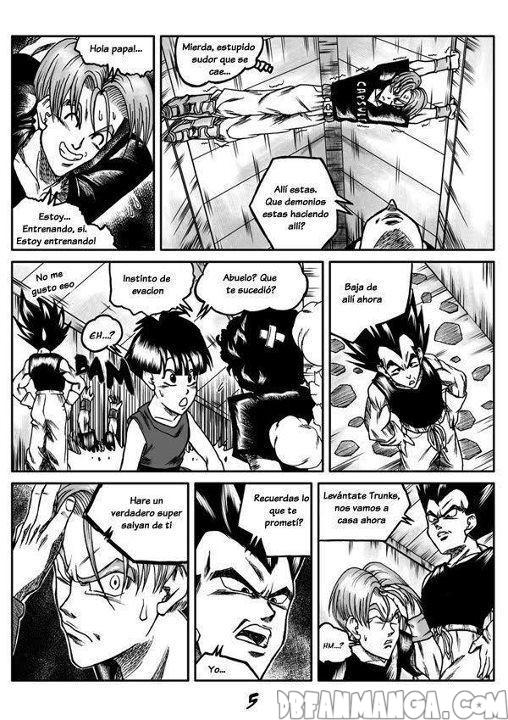 Mierda, estupido
sudor que se
cae...
CAPSULE
Allí estas.
Que demonios
estas haciendo
allí?
Hola papa!...
Estoy...
Entrenando, si.
Estoy entrenando!
Baja de
allí ahora
Abuelo? Que
te sucedió?
Instinto de
evacion
EH...?
No me
gusto eso
BAM
Levántate Trunks,
nos vamos a
casa ahora
HM...?
Recuerdas lo
que te
prometí?
Yo...
Hare un
verdadero super
saiyan de ti
5
DBFANMANGA.COM